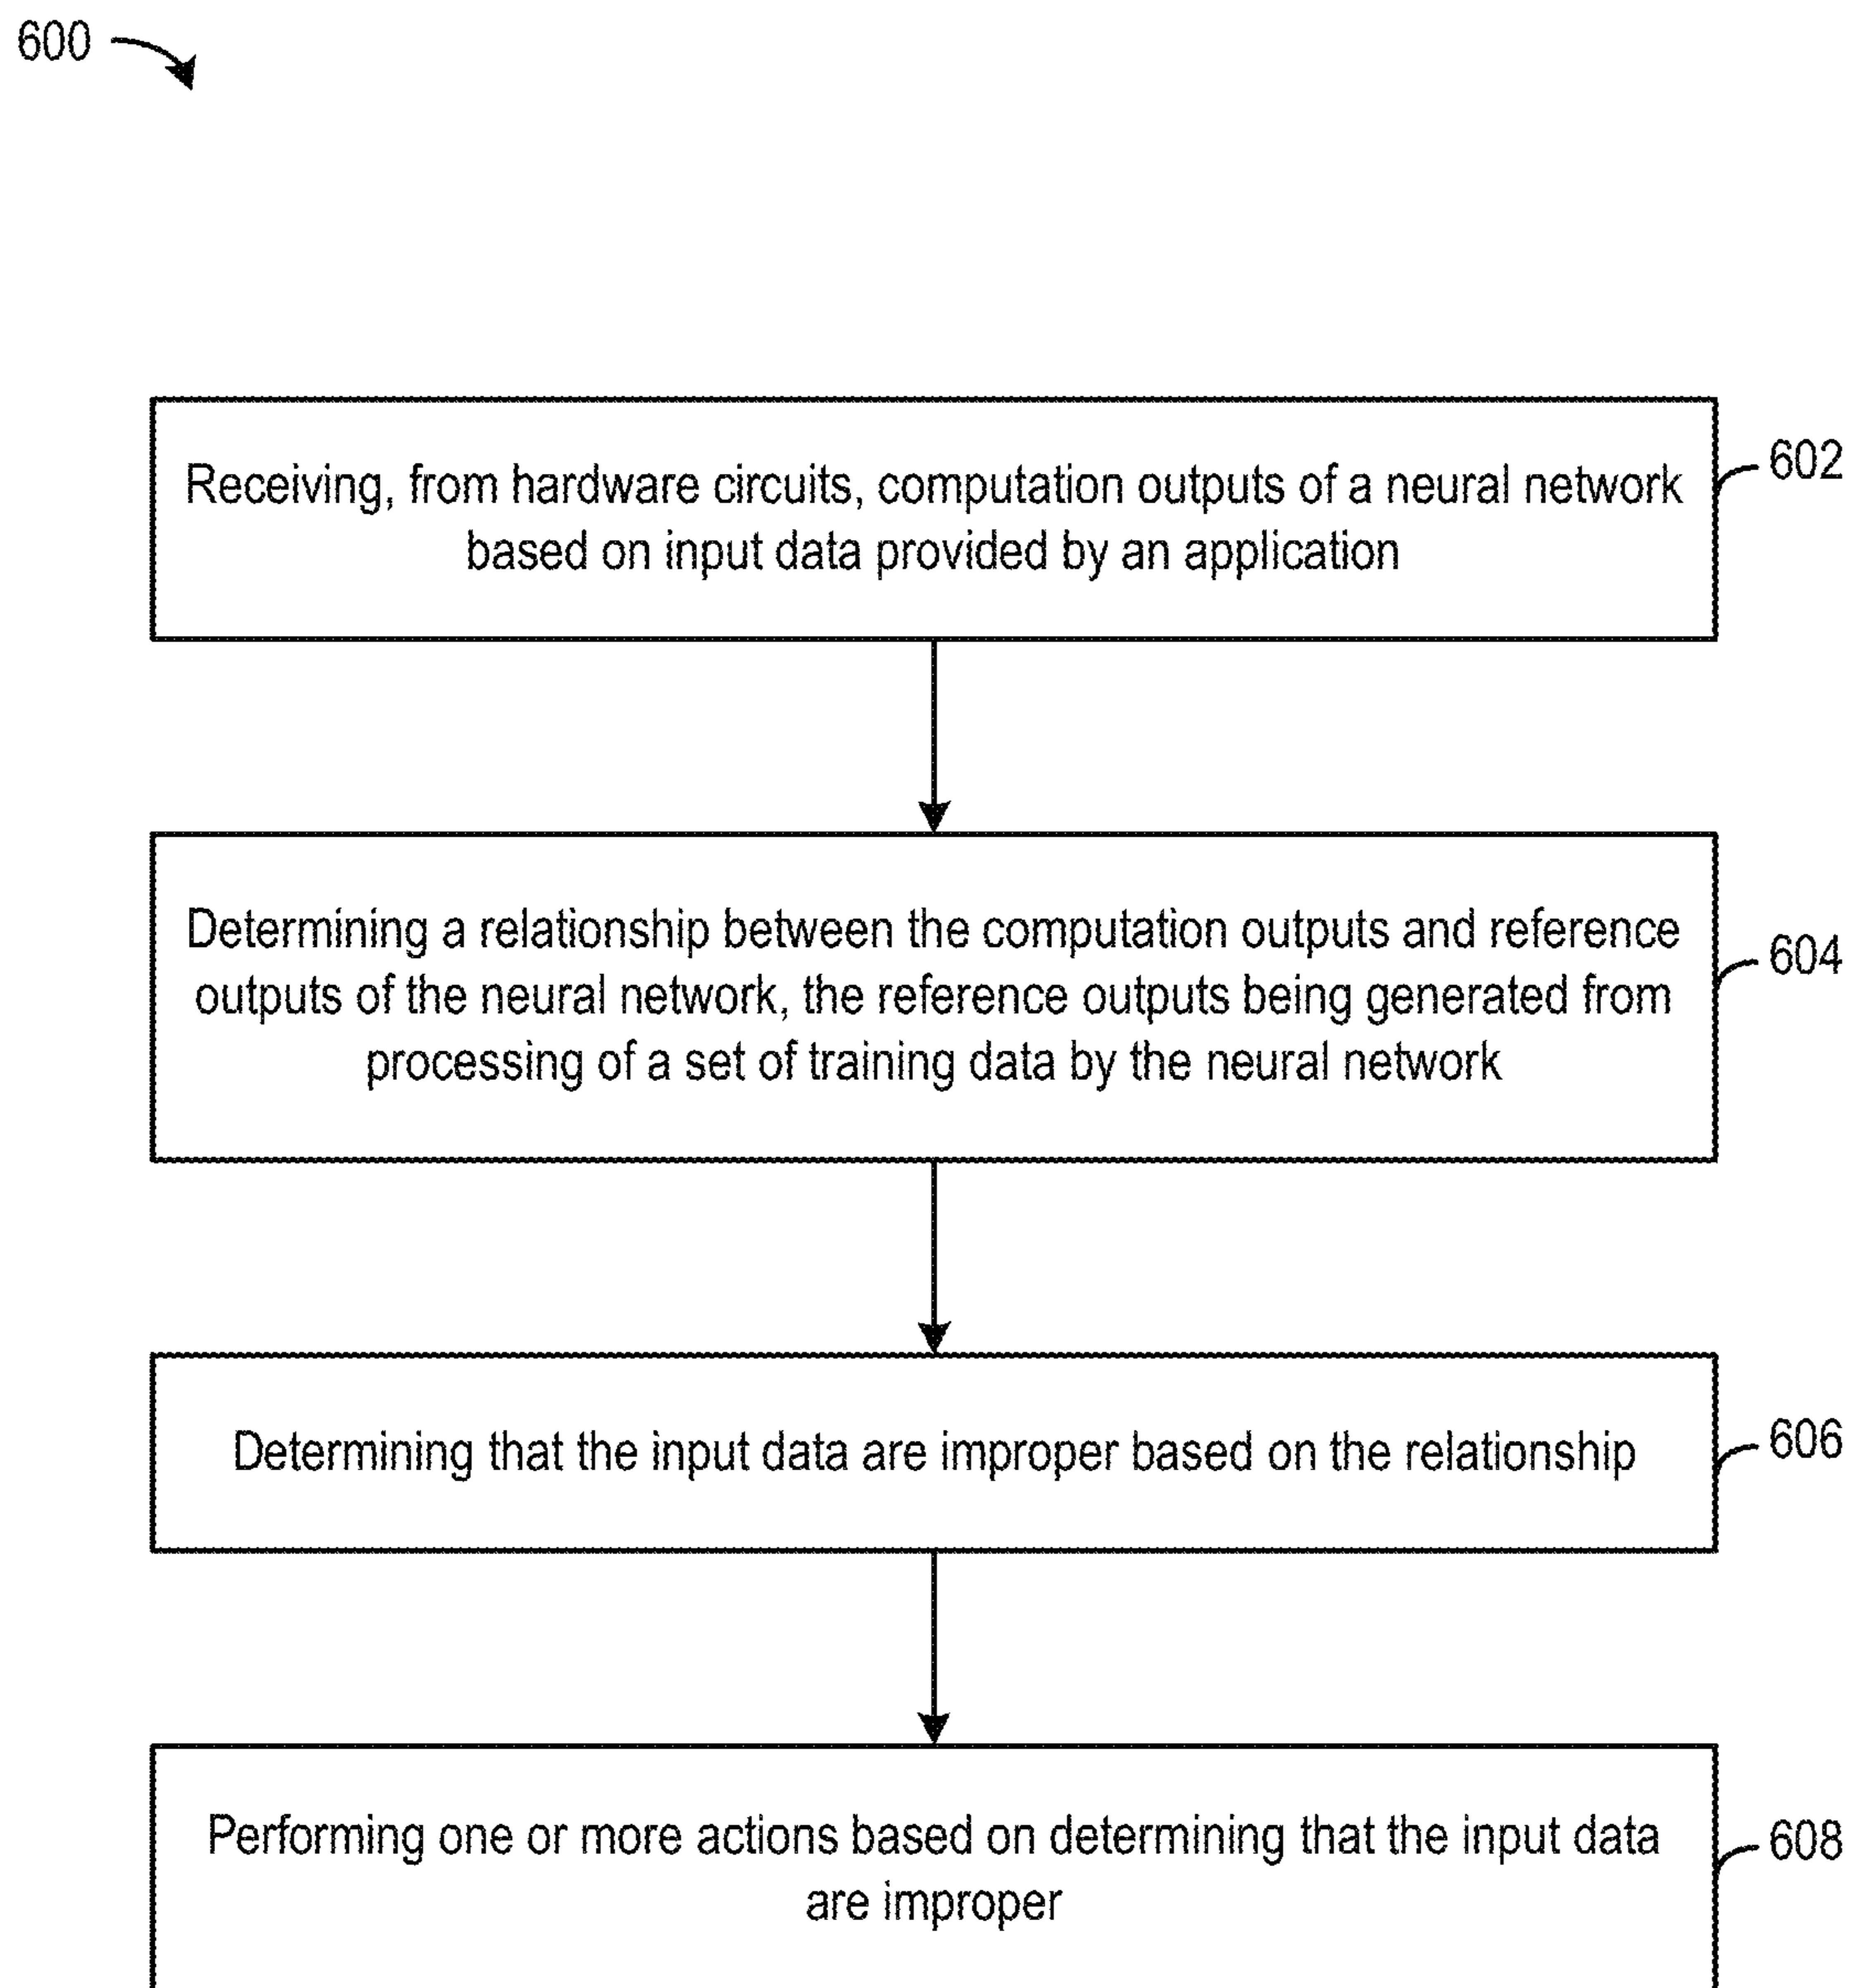 600
Receiving, from hardware circuits, computation outputs of a neural network
based on input data provided by an application
602
Determining a relationship between the computation outputs and reference
outputs of the neural network, the reference outputs being generated from
processing of a set of training data by the neural network
604
Determining that the input data are improper based on the relationship
606
Performing one or more actions based on determining that the input data
are improper
608